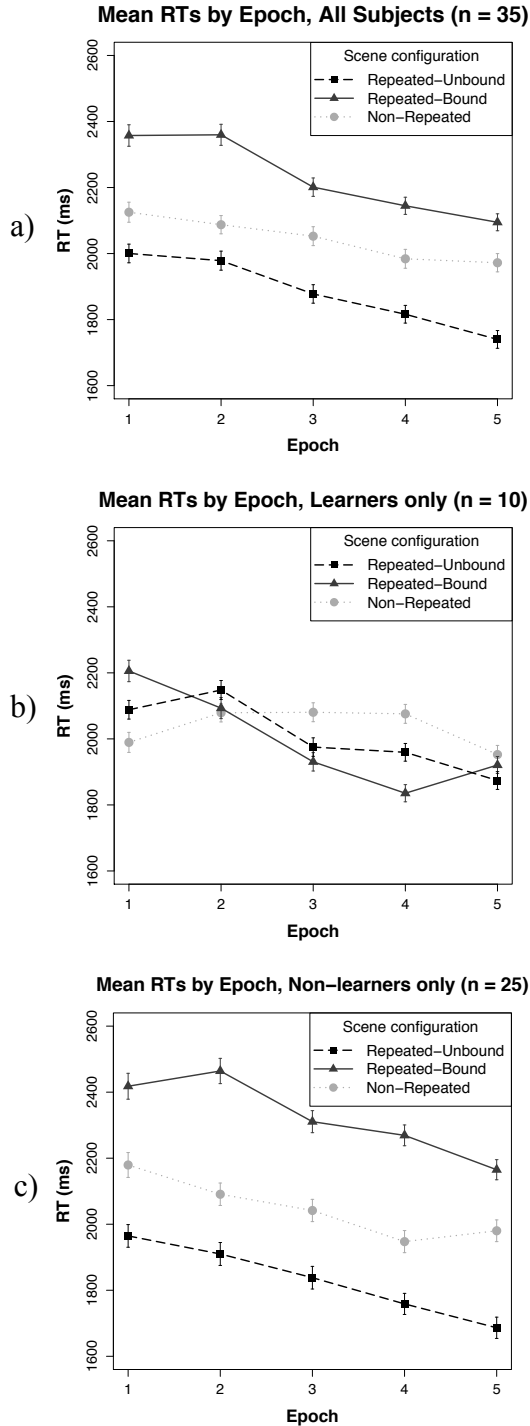 Mean RTs by Epoch, All Subjects (n = 35)
a)
RT (ms)
2600
2400
2200
2000
1800
1600
Scene configuration
Repeated−Unbound
Repeated−Bound
Non−Repeated
1 2 3 4 5
Epoch
Mean RTs by Epoch, Learners only (n = 10)
b)
RT (ms)
2600
2400
2200
2000
1800
1600
Scene configuration
Repeated−Unbound
Repeated−Bound
Non−Repeated
1 2 3 4 5
Epoch
Mean RTs by Epoch, Non−learners only (n = 25)
c)
RT (ms)
2600
2400
2200
2000
1800
1600
Scene configuration
Repeated−Unbound
Repeated−Bound
Non−Repeated
1 2 3 4 5
Epoch